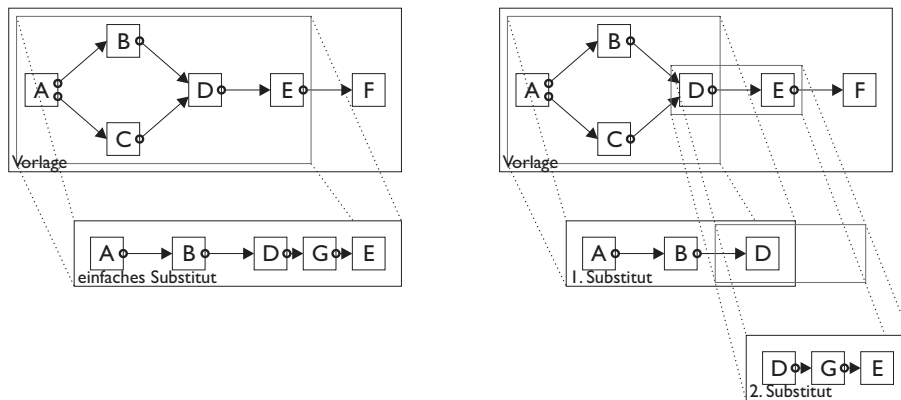 B
A D E F
C
Vorlage
A B D G E
einfaches Substitut
B
A D E F
C
Vorlage
A B D
1. Substitut
D G E
2. Substitut